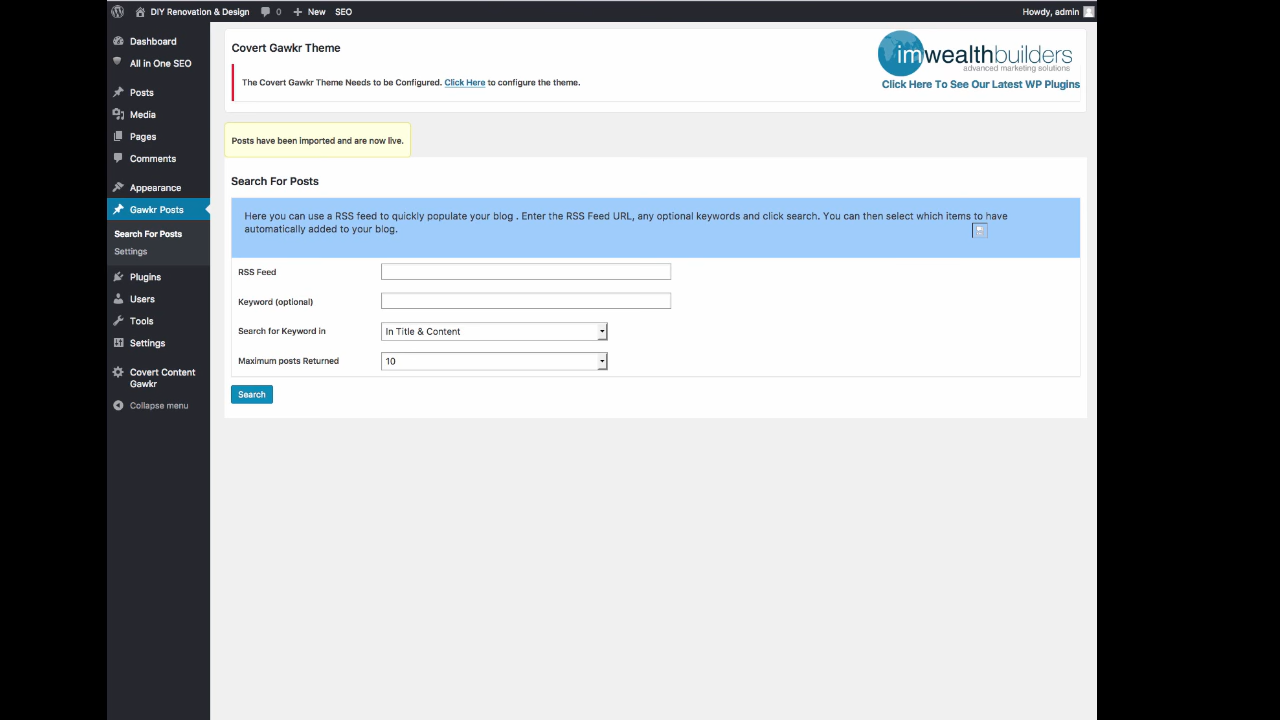 DIY Renovation & Design 0 + New SEO Howdy, admin
Dashboard
All in One SEO
Posts
Media
Pages
Comments
Appearance
Gawkr Posts
Search For Posts
Settings
Plugins
Users
Tools
Settings
Covert Content
Gawkr
Collapse menu
Covert Gawkr Theme
The Covert Gawkr Theme Needs to be Configured. Click Here to configure the theme.
imwealthbuilders
advanced marketing solutions
Click Here To See Our Latest WP Plugins
Posts have been imported and are now live.
Search For Posts
Here you can use a RSS feed to quickly populate your blog . Enter the RSS Feed URL, any optional keywords and click search. You can then select which items to have
automatically added to your blog.
RSS Feed
Keyword (optional)
Search for Keyword in In Title & Content
Maximum posts Returned 10
Search